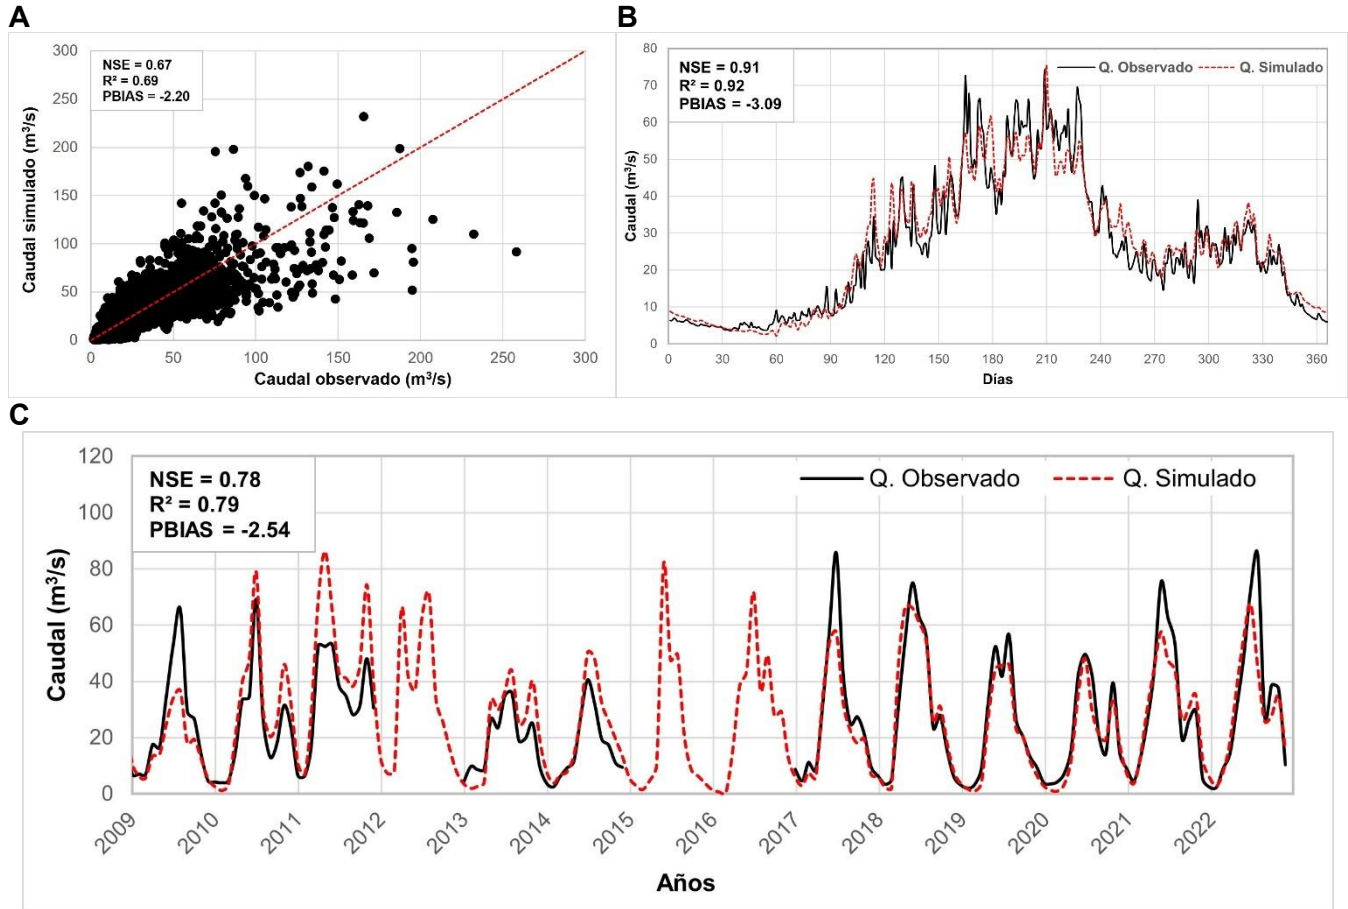 A
NSE = 0.67
R² = 0.69
PBIAS = -2.20
300
250
200
150
100
50
0
Caudal simulado (m³/s)
0 50 100 150 200 250 300
Caudal observado (m³/s)
B
NSE = 0.91
R² = 0.92
PBIAS = -3.09
Q. Observado Q. Simulado
80
70
60
50
40
30
20
10
0
Caudal (m³/s)
0 30 60 90 120 150 180 210 240 270 300 330 360
Días
C
NSE = 0.78
R² = 0.79
PBIAS = -2.54
Q. Observado Q. Simulado
120
100
80
60
40
20
0
Caudal (m³/s)
2009 2010 2011 2012 2013 2014 2015 2016 2017 2018 2019 2020 2021 2022
Años